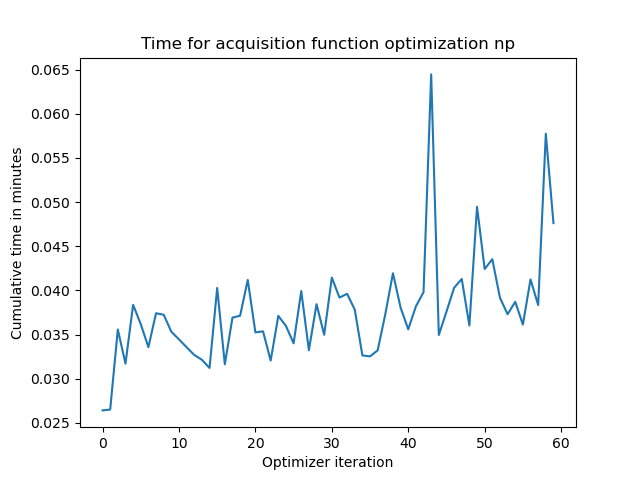 Time for acquisition function optimization np
0.065
0.060
0.055
0.050
0.045
0.040
0.035
0.030
0.025
Cumulative time in minutes
0 10 20 30 40 50 60
Optimizer iteration